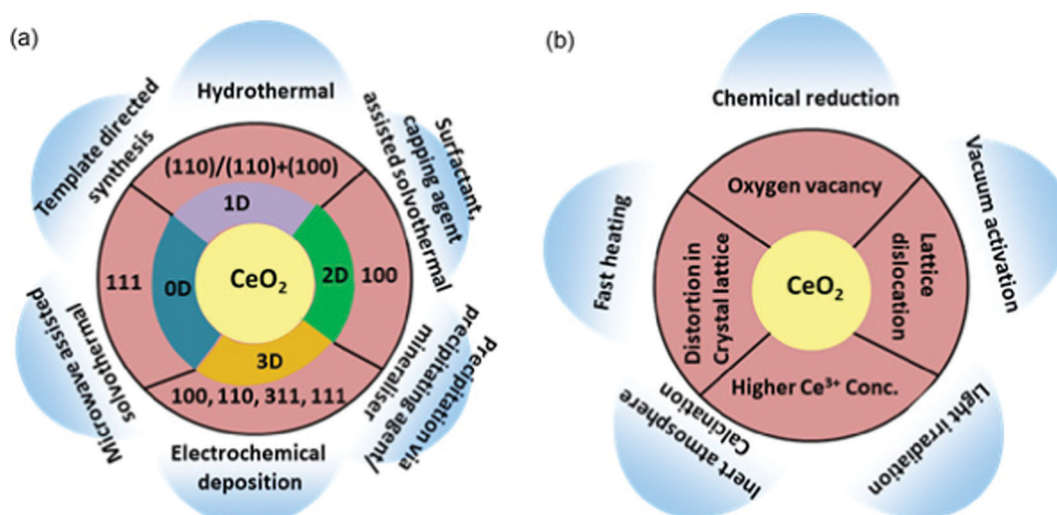 (a)
Hydrothermal
Template directed
synthesis
Surfactant,
capping agent
assisted solvothermal
(110)/(110)+(100)
1D
111
0D
CeO₂
2D
100
3D
100, 110, 311, 111
Microwave assisted
solvothermal
Precipitation via
precipitating agent/
mineraliser
Electrochemical
deposition
(b)
Chemical reduction
Vacuum activation
Fast heating
Oxygen vacancy
Distortion in
Crystal lattice
CeO₂
Lattice
dislocation
Higher Ce³⁺ Conc.
Inert atmosphere
Calcination
Light irradiation